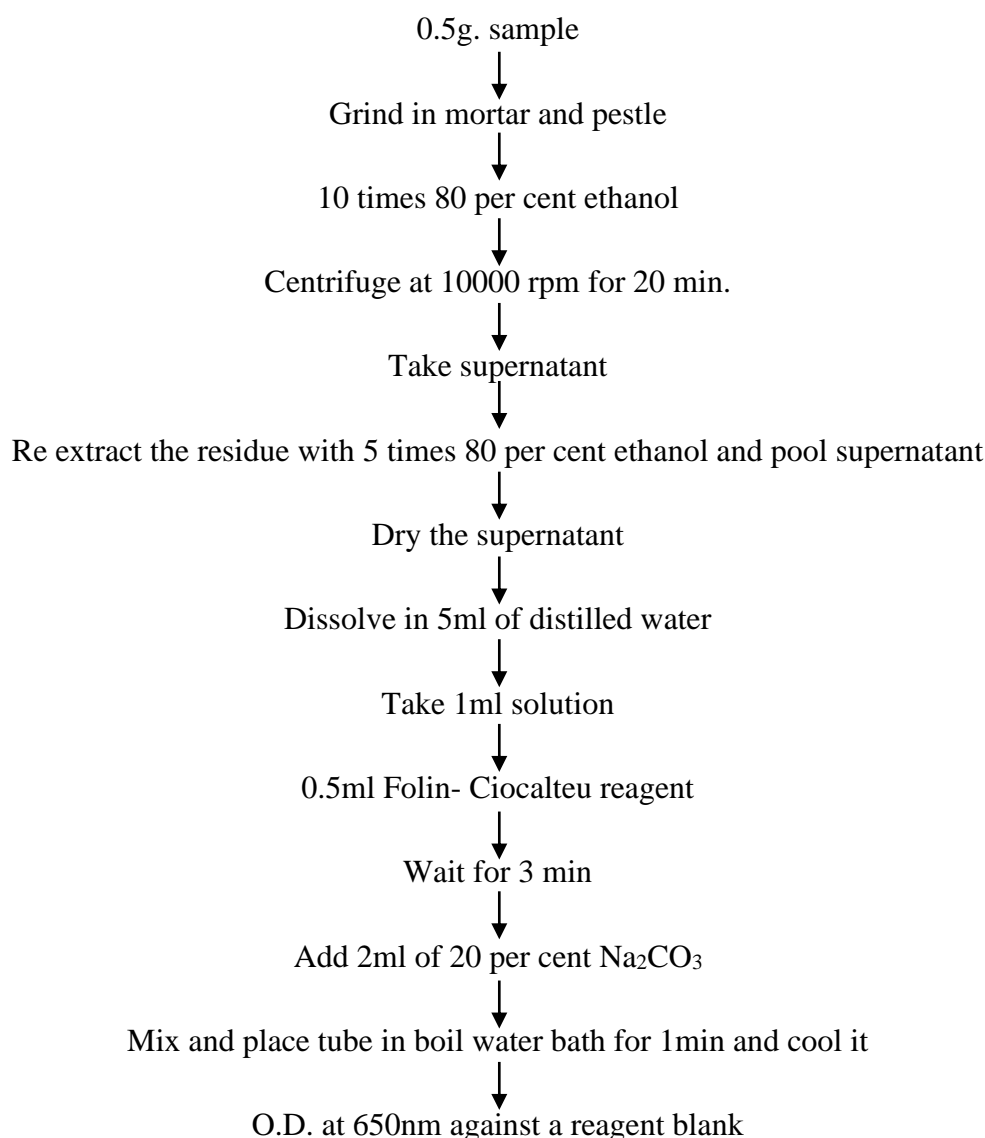 0.5g. sample
Grind in mortar and pestle
10 times 80 per cent ethanol
Centrifuge at 10000 rpm for 20 min.
Take supernatant
Re extract the residue with 5 times 80 per cent ethanol and pool supernatant
Dry the supernatant
Dissolve in 5ml of distilled water
Take 1ml solution
0.5ml Folin- Ciocalteu reagent
Wait for 3 min
Add 2ml of 20 per cent Na₂CO₃
Mix and place tube in boil water bath for 1min and cool it
O.D. at 650nm against a reagent blank